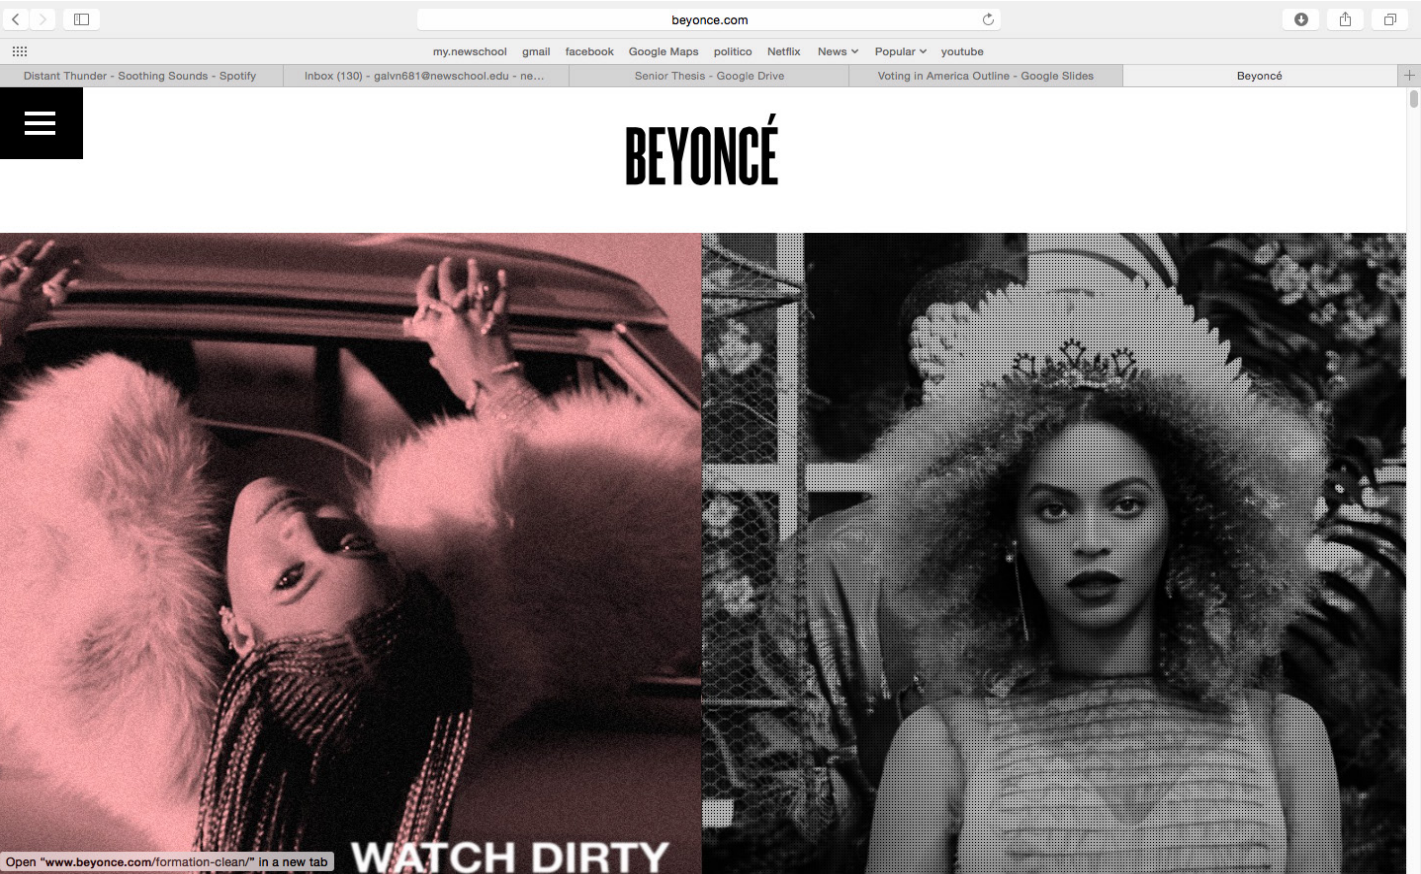 beyonce.com
my.newschool gmail facebook Google Maps politico Netflix News Popular youtube
Distant Thunder - Soothing Sounds - Spotify Inbox (130) - galvn681@newschool.edu - ne... Senior Thesis - Google Drive Voting in America Outline - Google Slides Beyoncé
BEYONCÉ
WATCH DIRTY
Open "www.beyonce.com/formation-clean/" in a new tab